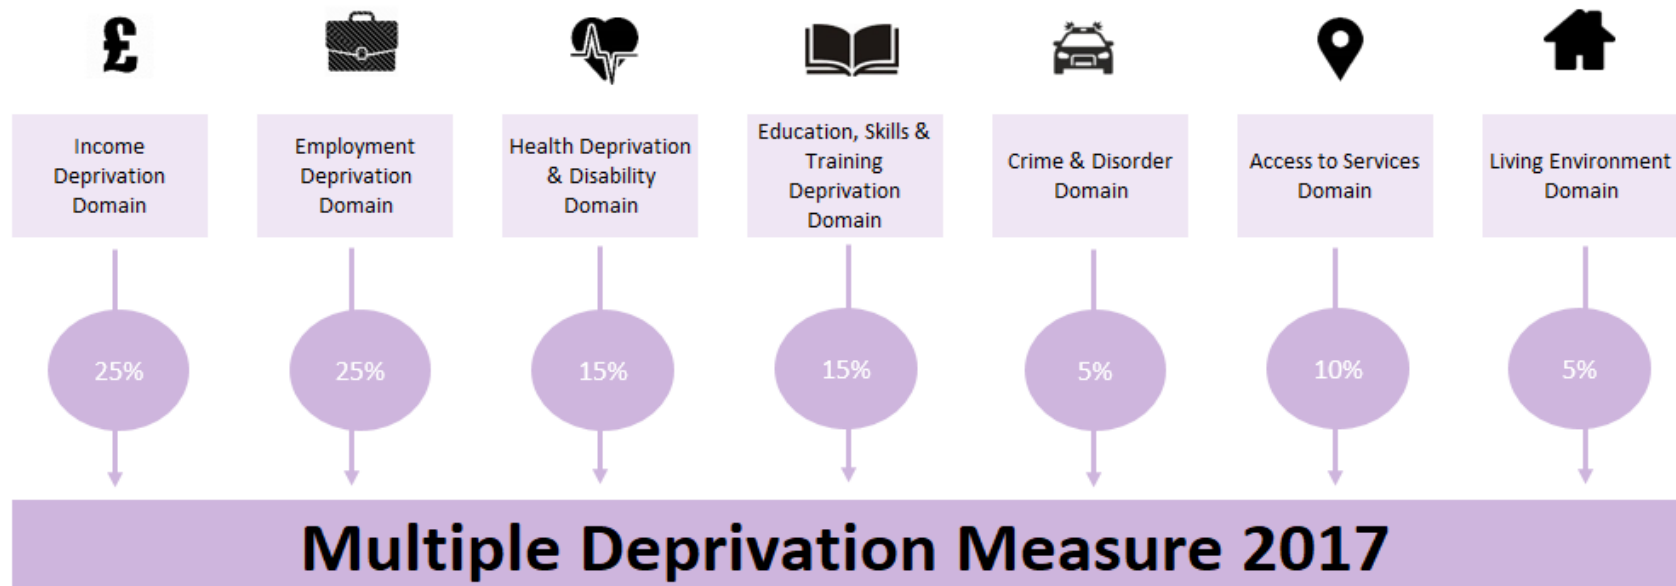 £
Income
Deprivation
Domain
Employment
Deprivation
Domain
Health Deprivation
& Disability
Domain
Education, Skills &
Training
Deprivation
Domain
Crime & Disorder
Domain
Access to Services
Domain
Living Environment
Domain
25%
25%
15%
15%
5%
10%
5%
Multiple Deprivation Measure 2017